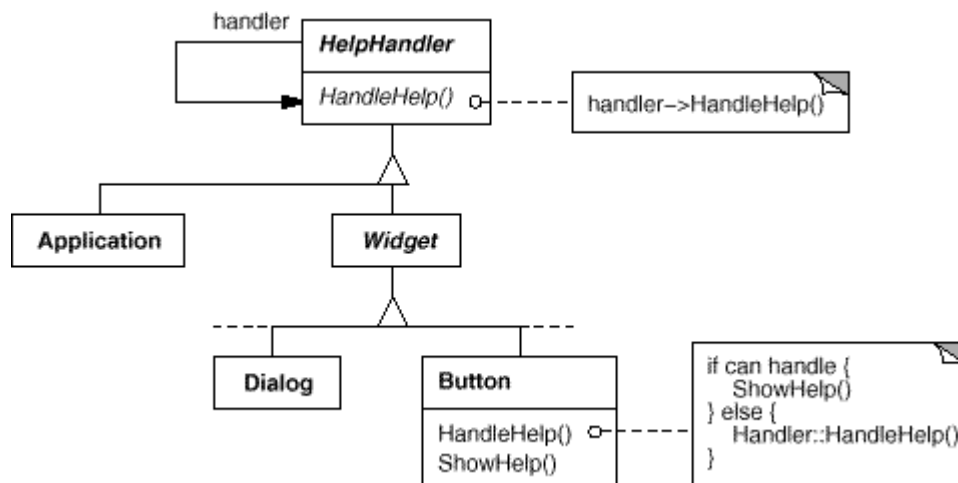 handler
HelpHandler
HandleHelp()
handler–>HandleHelp()
Application
Widget
Dialog
Button
HandleHelp()
ShowHelp()
if can handle {
ShowHelp()
} else {
Handler::HandleHelp()
}